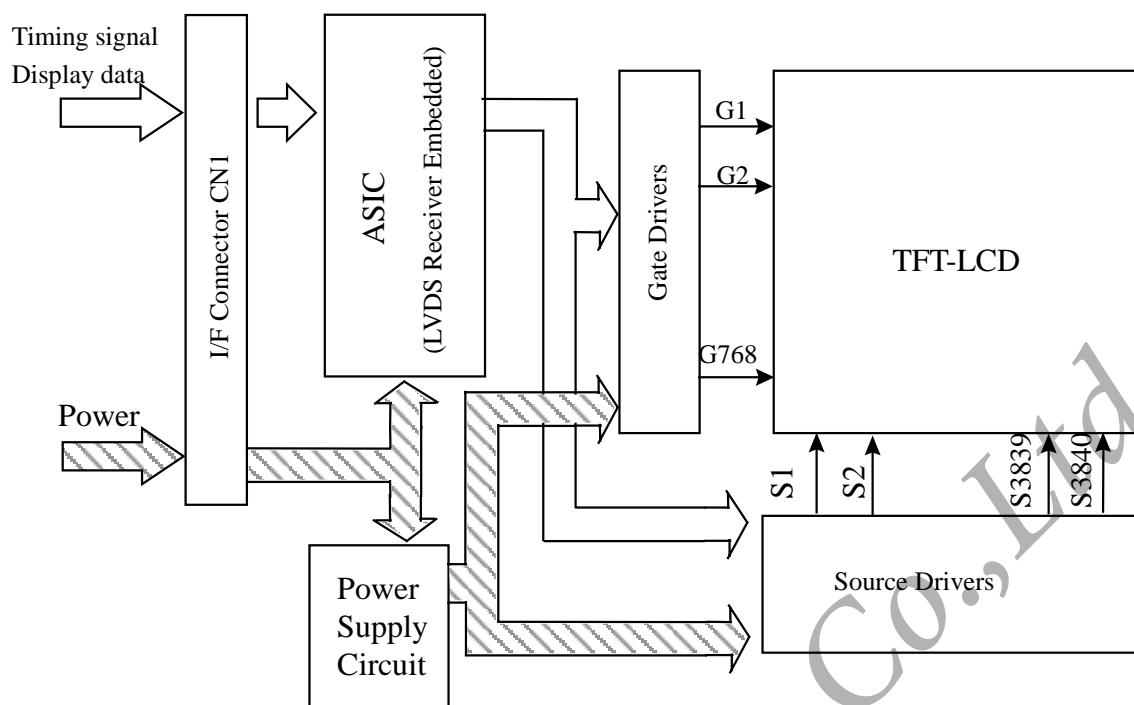 Timing signal
Display data
Power
I/F Connector CN1
ASIC
(LVDS Receiver Embedded)
Power
Supply
Circuit
Gate Drivers
G1
G2
G768
TFT-LCD
S1
S2
S3839
S3840
Source Drivers
Co.,Ltd